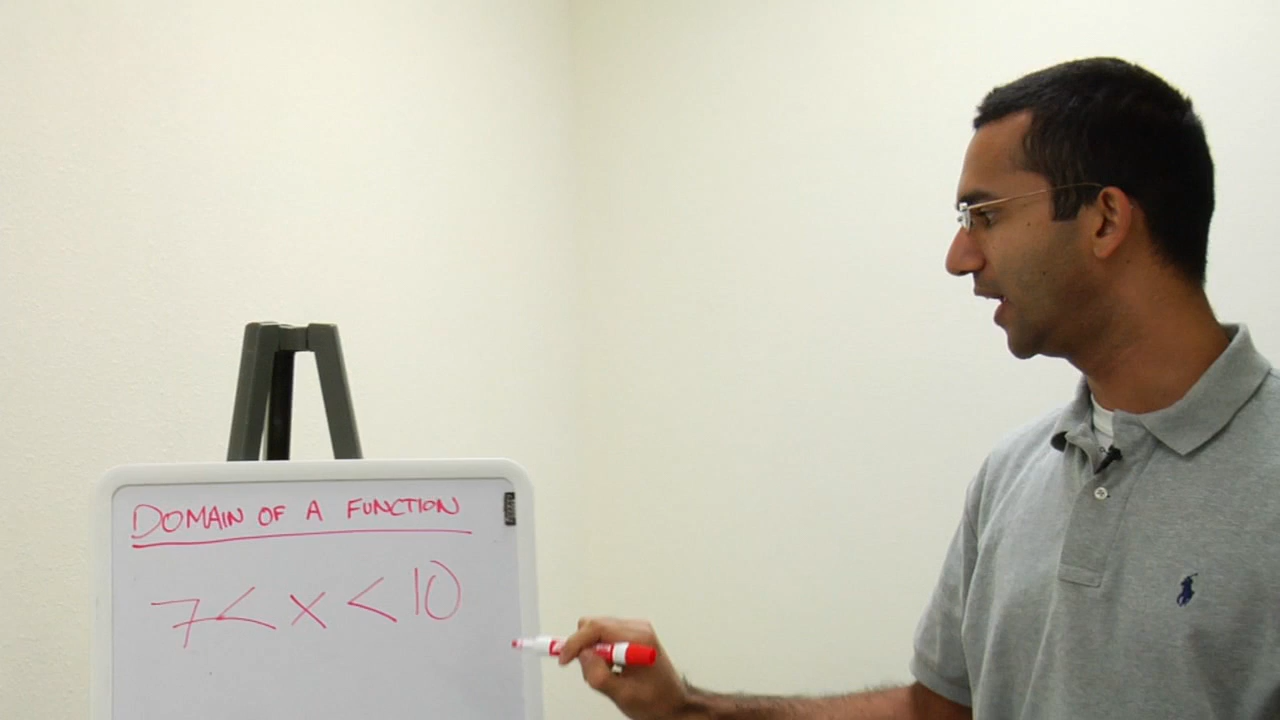 DOMAIN OF A FUNCTION
7 < x < 10